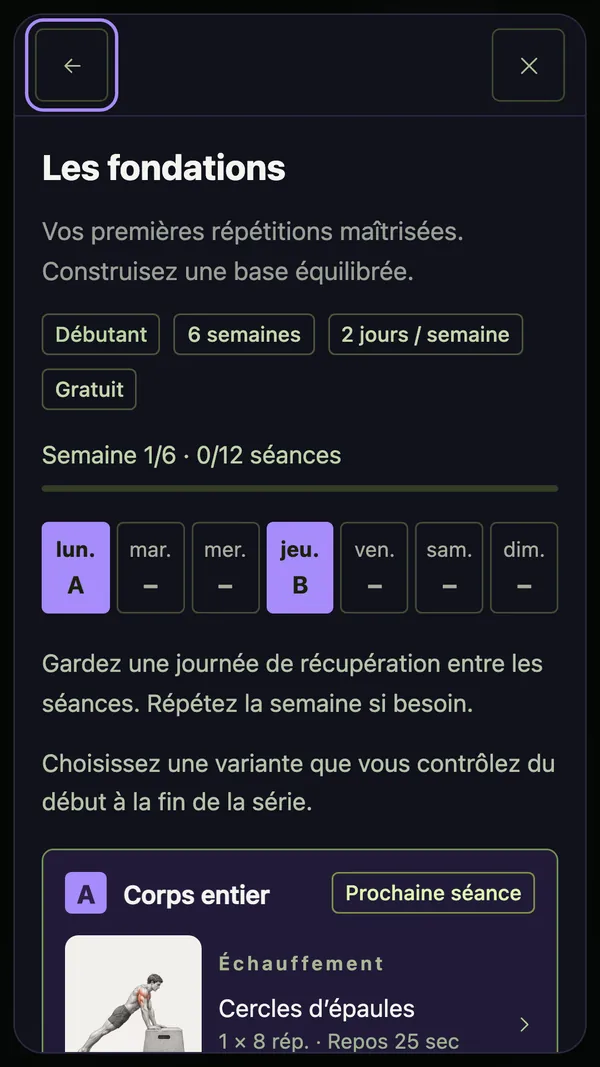 Les fondations
Vos premières répétitions maîtrisées.
Construisez une base équilibrée.
Débutant
6 semaines
2 jours / semaine
Gratuit
Semaine 1/6 · 0/12 séances
lun. mar. mer. jeu. ven. sam. dim.
A – – B – – –
Gardez une journée de récupération entre les
séances. Répétez la semaine si besoin.
Choisissez une variante que vous contrôlez du
début à la fin de la série.
A Corps entier Prochaine séance
Échauffement
Cercles d’épaules
1 × 8 rép. · Repos 25 sec